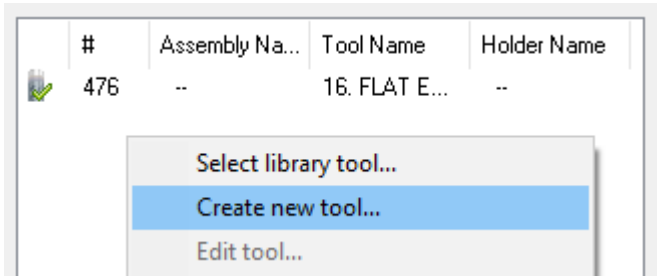 # Assembly Na... Tool Name Holder Name
476 -- 16. FLAT E... --
Select library tool...
Create new tool...
Edit tool...